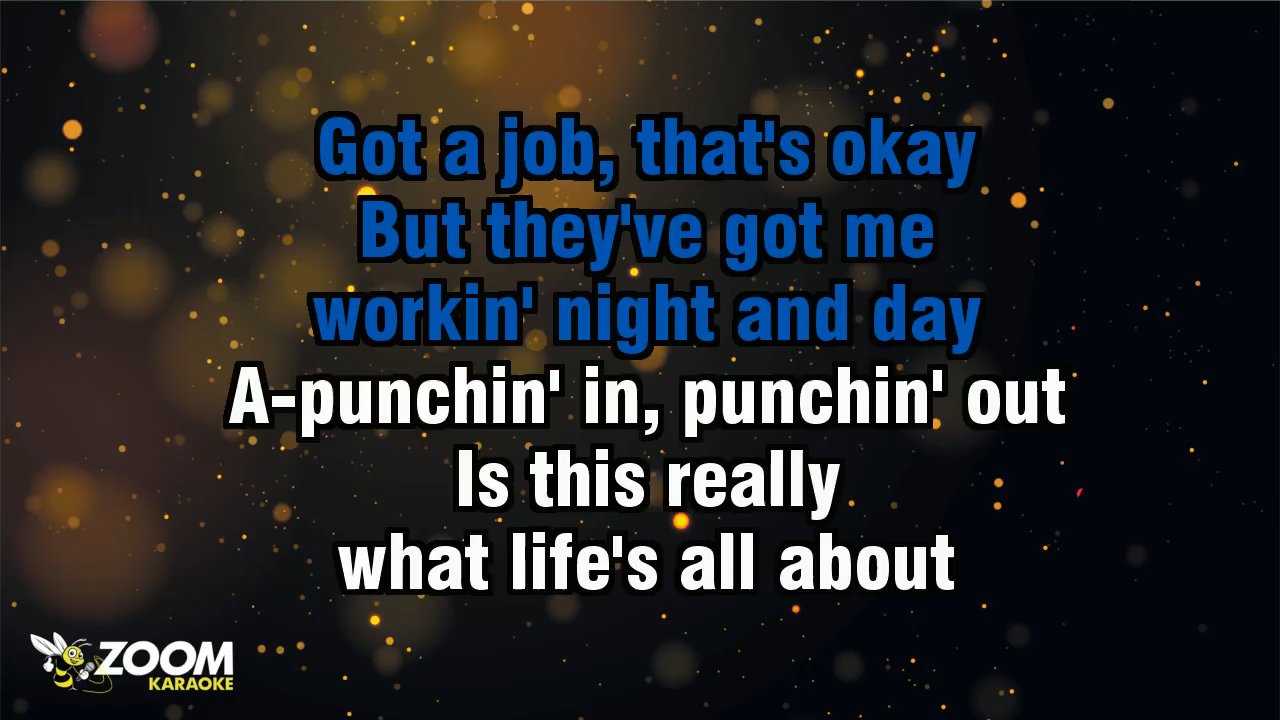 Got a job, that's okay
But they've got me
workin' night and day
A-punchin' in, punchin' out
Is this really
what life's all about
ZOOM
KARAOKE